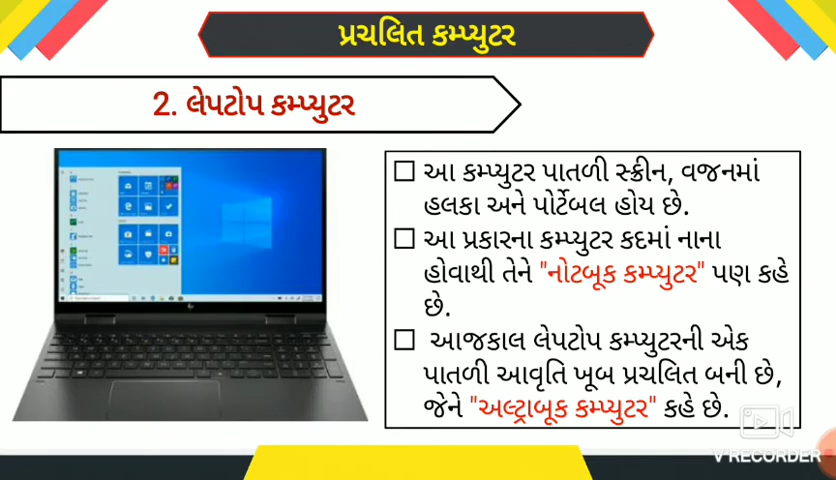 પ્રચલિત કમ્પ્યુટર
2. લેપટોપ કમ્પ્યુટર
આ કમ્પ્યુટર પાતળી સ્ક્રીન, વજનમાં
હલકા અને પોર્ટેબલ હોય છે.
આ પ્રકારના કમ્પ્યુટર કદમાં નાના
હોવાથી તેને "નોટબૂક કમ્પ્યુટર" પણ કહે
છે.
આજકાલ લેપટોપ કમ્પ્યુટરની એક
પાતળી આવૃતિ ખૂબ પ્રચલિત બની છે,
જેને "અલ્ટ્રાબૂક કમ્પ્યુટર" કહે છે.
V RECORDER